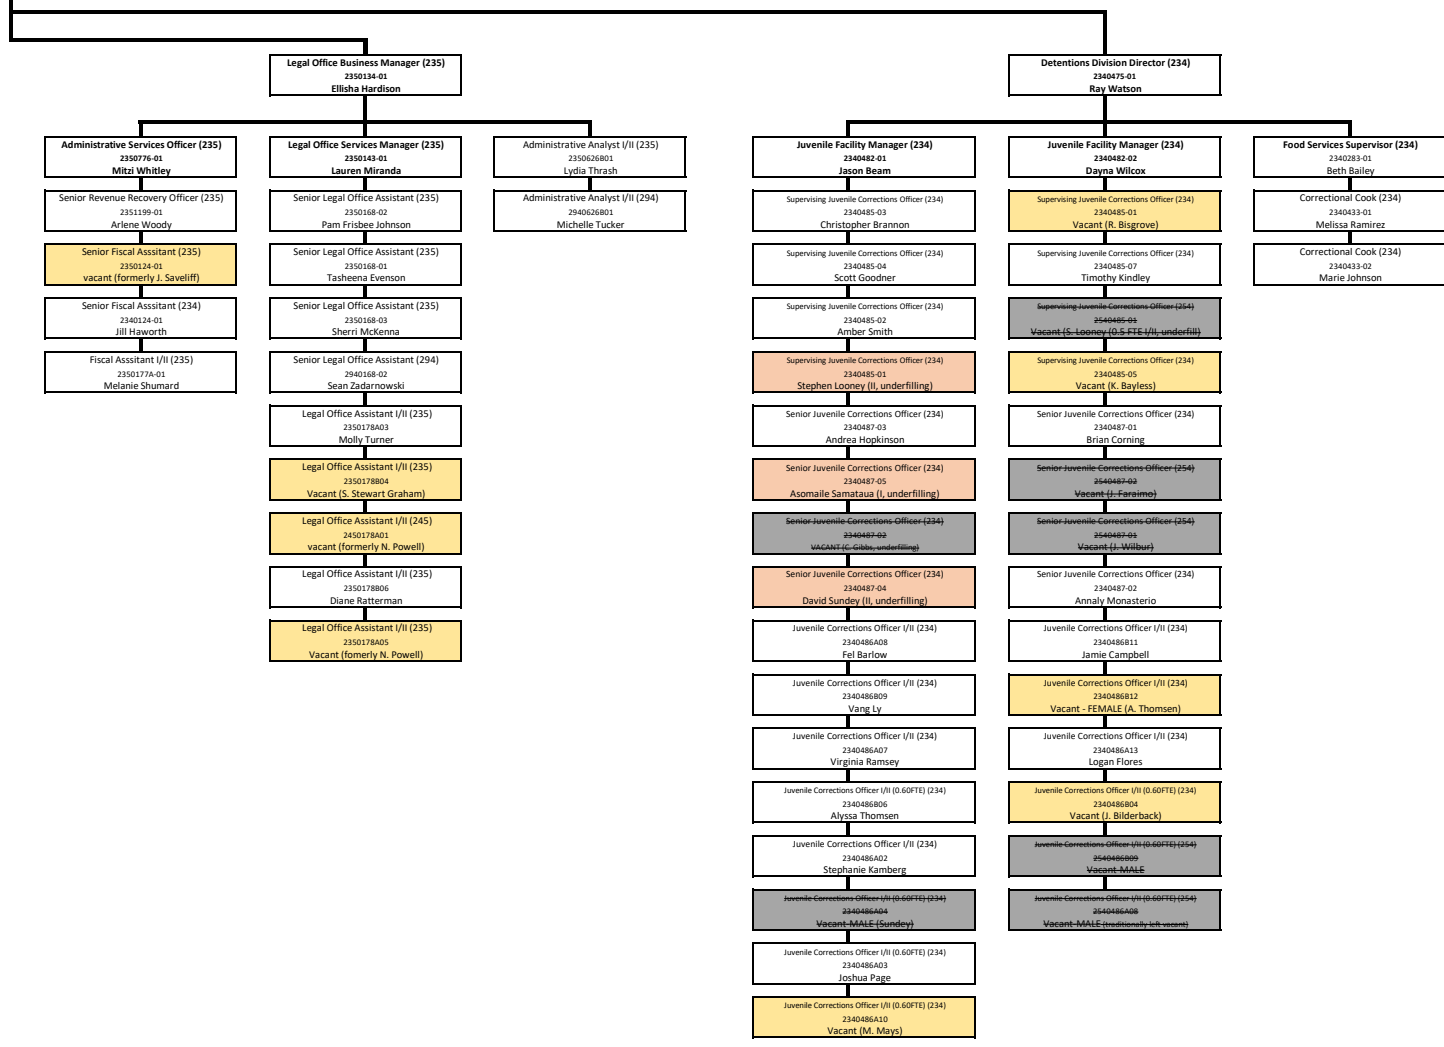 Legal Office Business Manager (235)
2350134-01
Ellisha Hardison
Detentions Division Director (234)
2340475-01
Ray Watson
Administrative Services Officer (235)
2350776-01
Mitzi Whitley
Senior Revenue Recovery Officer (235)
2351199-01
Arlene Woody
Senior Fiscal Asssitant (235)
2350124-01
vacant (formerly J. Saveliff)
Senior Fiscal Asssitant (234)
2340124-01
Jill Haworth
Fiscal Asssitant I/II (235)
2350177A-01
Melanie Shumard
Legal Office Services Manager (235)
2350143-01
Lauren Miranda
Senior Legal Office Assistant (235)
2350168-02
Pam Frisbee Johnson
Senior Legal Office Assistant (235)
2350168-01
Tasheena Evenson
Senior Legal Office Assistant (235)
2350168-03
Sherri McKenna
Senior Legal Office Assistant (294)
2940168-02
Sean Zadarnowski
Legal Office Assistant I/II (235)
2350178A03
Molly Turner
Legal Office Assistant I/II (235)
2350178B04
Vacant (S. Stewart Graham)
Legal Office Assistant I/II (245)
2450178A01
vacant (formerly N. Powell)
Legal Office Assistant I/II (235)
2350178B06
Diane Ratterman
Legal Office Assistant I/II (235)
2350178A05
Vacant (fomerly N. Powell)
Administrative Analyst I/II (235)
2350626B01
Lydia Thrash
Administrative Analyst I/II (294)
2940626B01
Michelle Tucker
Juvenile Facility Manager (234)
2340482-01
Jason Beam
Supervising Juvenile Corrections Officer (234)
2340485-03
Christopher Brannon
Supervising Juvenile Corrections Officer (234)
2340485-04
Scott Goodner
Supervising Juvenile Corrections Officer (234)
2340485-02
Amber Smith
Supervising Juvenile Corrections Officer (234)
2340485-01
Stephen Looney (II, underfilling)
Senior Juvenile Corrections Officer (234)
2340487-03
Andrea Hopkinson
Senior Juvenile Corrections Officer (234)
2340487-05
Asomaile Samataua (I, underfilling)
Senior Juvenile Corrections Officer (234)
2340487-02
VACANT (C. Gibbs, underfilling)
Senior Juvenile Corrections Officer (234)
2340487-04
David Sundey (II, underfilling)
Juvenile Corrections Officer I/II (234)
2340486A08
Fel Barlow
Juvenile Corrections Officer I/II (234)
2340486B09
Vang Ly
Juvenile Corrections Officer I/II (234)
2340486A07
Virginia Ramsey
Juvenile Corrections Officer I/II (0.60FTE) (234)
2340486B06
Alyssa Thomsen
Juvenile Corrections Officer I/II (234)
2340486A02
Stephanie Kamberg
Juvenile Corrections Officer I/II (0.60FTE) (234)
2340486A04
Vacant-MALE (Sundey)
Juvenile Corrections Officer I/II (0.60FTE) (234)
2340486A03
Joshua Page
Juvenile Corrections Officer I/II (0.60FTE) (234)
2340486A10
Vacant (M. Mays)
Juvenile Facility Manager (234)
2340482-02
Dayna Wilcox
Supervising Juvenile Corrections Officer (234)
2340485-01
Vacant (R. Bisgrove)
Supervising Juvenile Corrections Officer (234)
2340485-07
Timothy Kindley
Supervising Juvenile Corrections Officer (254)
2540485-01
Vacant (S. Looney (0.5 FTE I/II, underfill)
Supervising Juvenile Corrections Officer (234)
2340485-05
Vacant (K. Bayless)
Senior Juvenile Corrections Officer (234)
2340487-01
Brian Corning
Senior Juvenile Corrections Officer (254)
2540487-02
Vacant (J. Faraimo)
Senior Juvenile Corrections Officer (254)
2540487-01
Vacant (J. Wilbur)
Senior Juvenile Corrections Officer (234)
2340487-02
Annaly Monasterio
Juvenile Corrections Officer I/II (234)
2340486B11
Jamie Campbell
Juvenile Corrections Officer I/II (234)
2340486B12
Vacant - FEMALE (A. Thomsen)
Juvenile Corrections Officer I/II (234)
2340486A13
Logan Flores
Juvenile Corrections Officer I/II (0.60FTE) (234)
2340486B04
Vacant (J. Bilderback)
Juvenile Corrections Officer I/II (0.60FTE) (254)
2540486B09
Vacant-MALE
Juvenile Corrections Officer I/II (0.60FTE) (254)
2540486A08
Vacant-MALE (traditionally left vacant)
Food Services Supervisor (234)
2340283-01
Beth Bailey
Correctional Cook (234)
2340433-01
Melissa Ramirez
Correctional Cook (234)
2340433-02
Marie Johnson